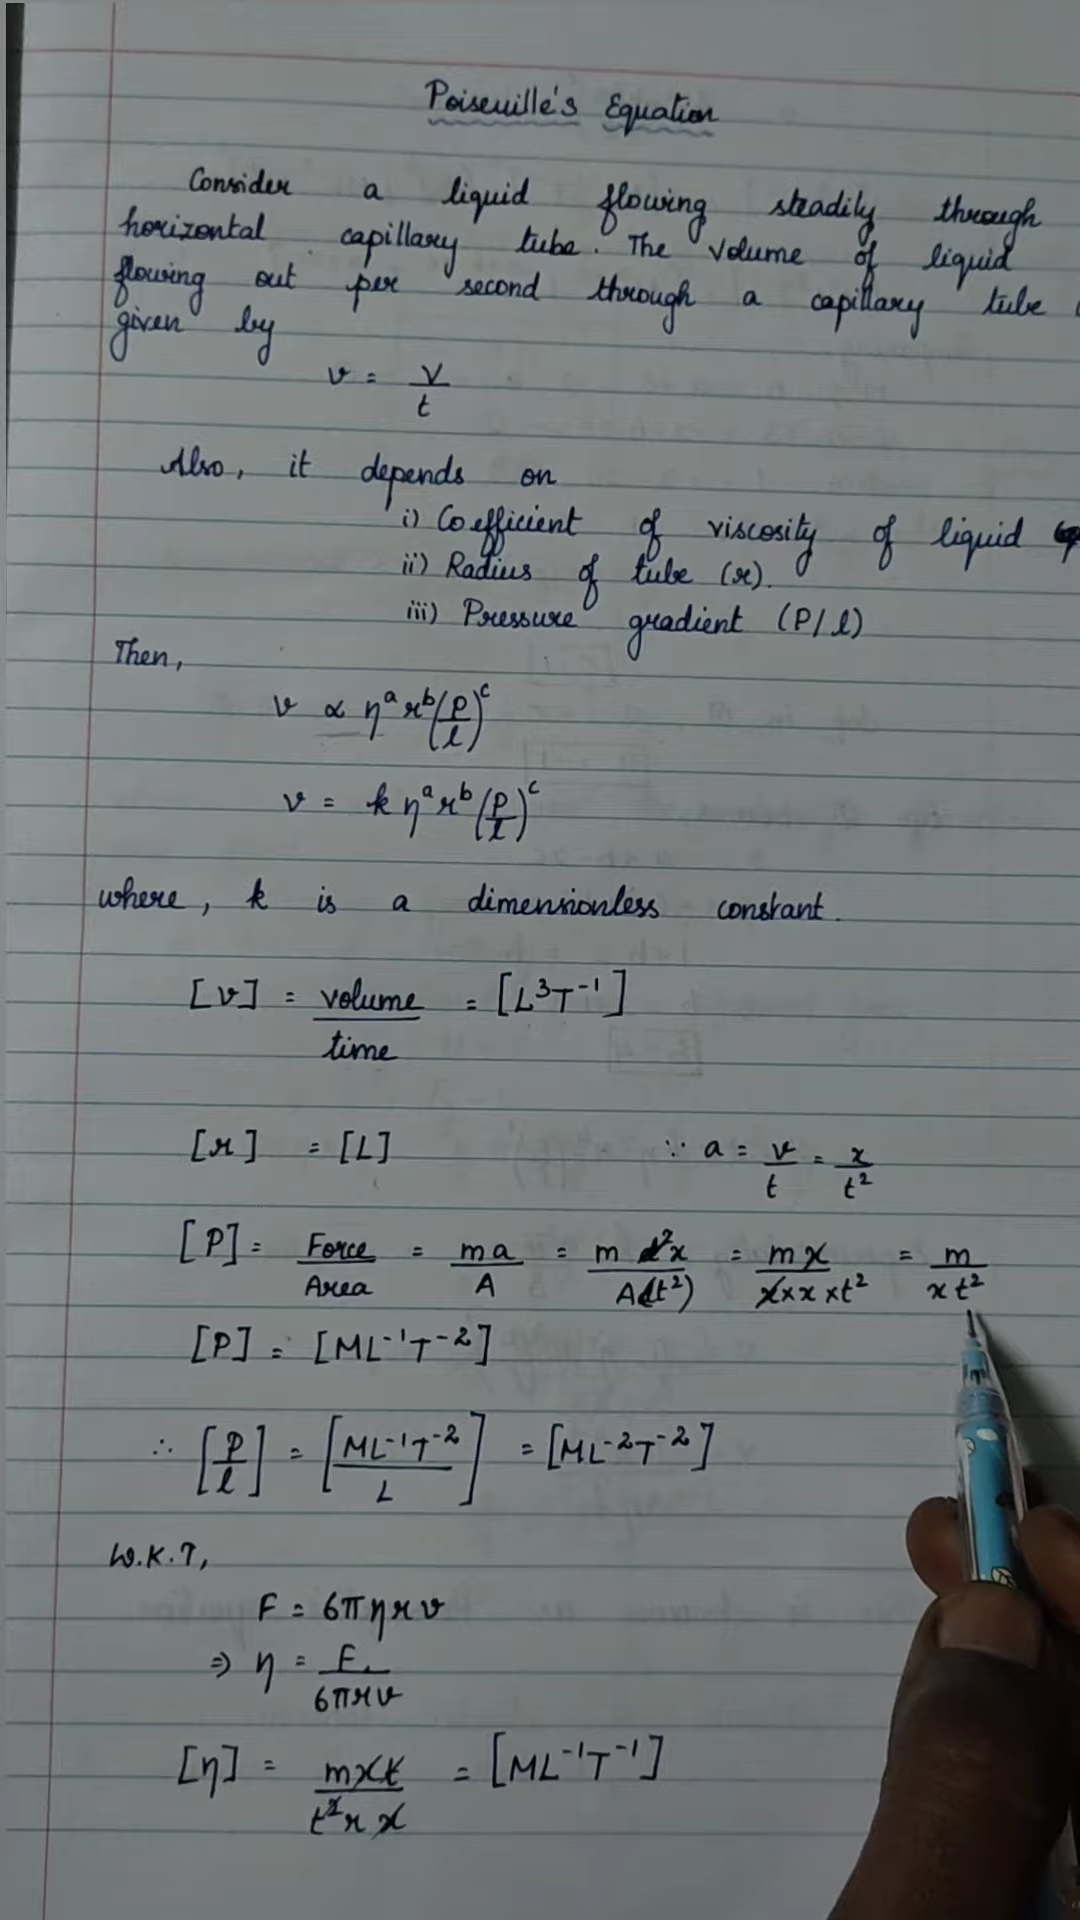 Poiseuille's Equation
Consider a liquid flowing steadily through
horizontal capillary tube. The volume of liquid
flowing out per second through a capillary tube
given by
v = V/t
Also, it depends on
i) Coefficient of viscosity of liquid
ii) Radius of tube (r).
iii) Pressure gradient (P/l)
Then,
v ∝ η^a r^b (P/l)^c
v = k η^a r^b (P/l)^c
where, k is a dimensionless constant.
[v] = volume/time = [L³T⁻¹]
[r] = [L] ∵ a = v/t = x/t²
[P] = Force/Area = ma/A = m d²x/A(dt²) = mx/x×x×t² = m/xt²
[P] = [ML⁻¹T⁻²]
∴ [P/l] = [ML⁻¹T⁻²/L] = [ML⁻²T⁻²]
W.K.T,
F = 6πηrv
⇒ η = F/6πrv
[η] = mxt/t²rx = [ML⁻¹T⁻¹]